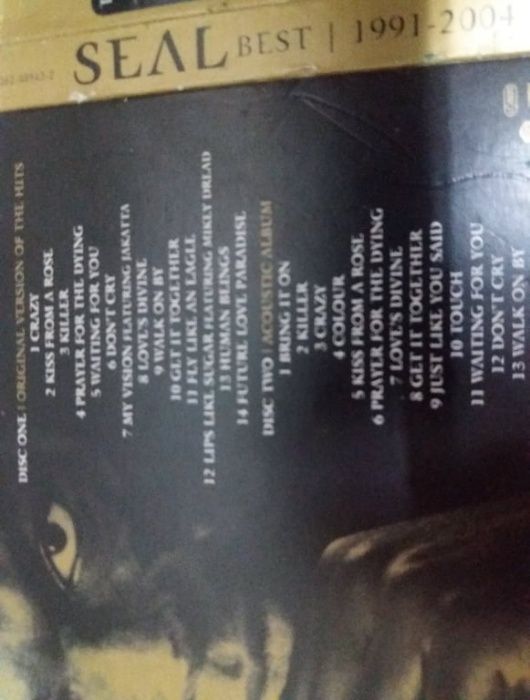 SEAL BEST | 1991-2004
DISC ONE | ORIGINAL VERSION OF THE HITS
1 CRAZY
2 KISS FROM A ROSE
3 KILLER
4 PRAYER FOR THE DYING
5 WAITING FOR YOU
6 DON'T CRY
7 MY VISION FEATURING JAKATTA
8 LOVE'S DIVINE
9 WALK ON BY
10 GET IT TOGETHER
11 FLY LIKE AN EAGLE
12 LIPS LIKE SUGAR FEATURING MIKEY DREAD
13 HUMAN BEINGS
14 FUTURE LOVE PARADISE
DISC TWO | ACOUSTIC ALBUM
1 BRING IT ON
2 KILLER
3 CRAZY
4 COLOUR
5 KISS FROM A ROSE
6 PRAYER FOR THE DYING
7 LOVE'S DIVINE
8 GET IT TOGETHER
9 JUST LIKE YOU SAID
10 TOUCH
11 WAITING FOR YOU
12 DON'T CRY
13 WALK ON BY